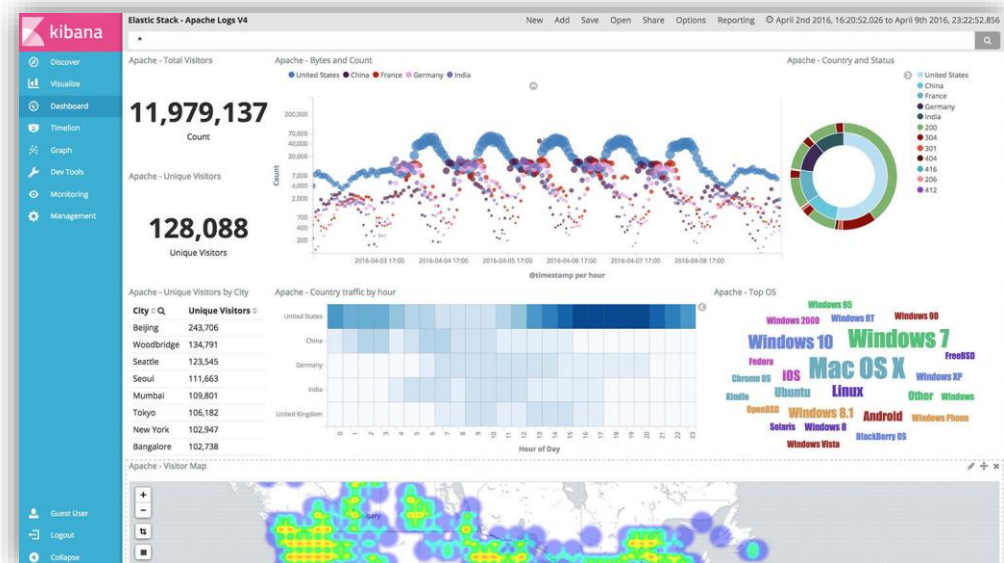 kibana
Discover
Visualize
Dashboard
Timelion
Graph
Dev Tools
Monitoring
Management
Guest User
Logout
Collapse
Elastic Stack - Apache Logs V4
New Add Save Open Share Options Reporting April 2nd 2016, 16:20:52.026 to April 9th 2016, 23:22:52.856
*
Apache - Total Visitors
11,979,137
Count
Apache - Unique Visitors
128,088
Unique Visitors
Apache - Bytes and Count
United States China France Germany India
200,000
70,000
40,000
20,000
7,000
4,000
2,000
700
400
200
Count
2016-04-03 17:00 2016-04-04 17:00 2016-04-05 17:00 2016-04-06 17:00 2016-04-07 17:00 2016-04-08 17:00
@timestamp per hour
Apache - Country and Status
United States
China
France
Germany
India
200
304
301
404
416
206
412
Apache - Unique Visitors by City
City Unique Visitors
Beijing 243,706
Woodbridge 134,791
Seattle 123,545
Seoul 111,663
Mumbai 109,801
Tokyo 106,182
New York 102,947
Bangalore 102,738
Apache - Country traffic by hour
United States
China
Germany
India
United Kingdom
0 1 2 3 4 5 6 7 8 9 10 11 12 13 14 15 16 17 18 19 20 21 22 23
Hour of Day
Apache - Top OS
Windows 95
Windows 2000 Windows RT Windows 98
Windows 10 Windows 7
Fedora FreeBSD
Chrome OS iOS Mac OS X Windows XP
Kindle Ubuntu Linux Other Windows
OpenBSD Windows 8.1 Android Windows Phone
Solaris Windows 8 BlackBerry OS
Windows Vista
Apache - Visitor Map
+
-